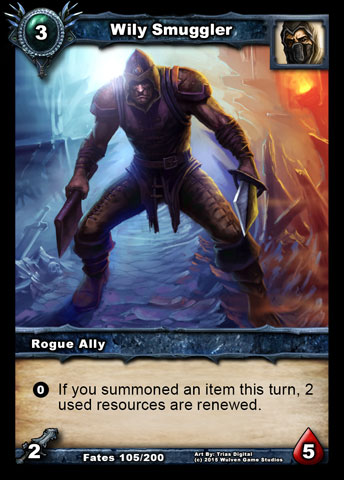 3
Wily Smuggler
Rogue Ally
0 If you summoned an item this turn, 2
used resources are renewed.
2
Fates 105/200
Art By: Trias Digital
(c) 2015 Wulven Game Studios
5